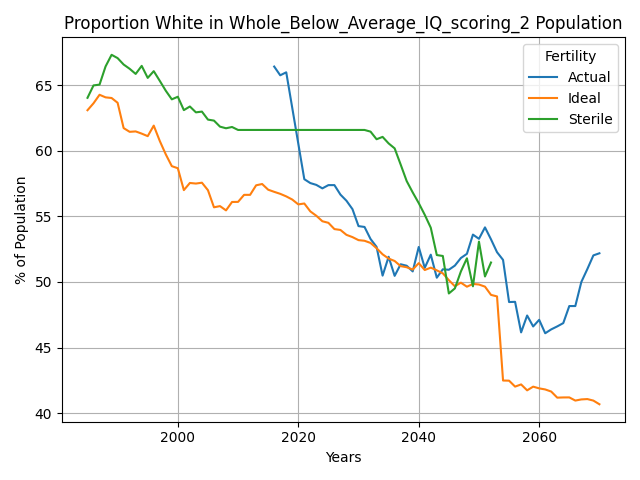 Proportion White in Whole_Below_Average_IQ_scoring_2 Population
Fertility
Actual
Ideal
Sterile
% of Population
65
60
55
50
45
40
2000
2020
2040
2060
Years